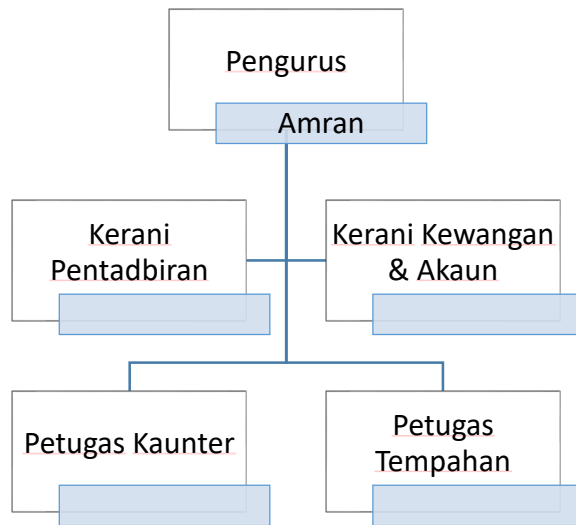 Pengurus
Amran
Kerani
Pentadbiran
Kerani Kewangan
& Akaun
Petugas Kaunter
Petugas
Tempahan